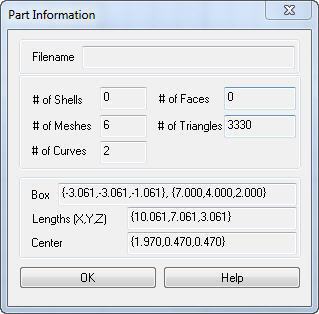 Part Information
Filename
# of Shells 0 # of Faces 0
# of Meshes 6 # of Triangles 3330
# of Curves 2
Box {-3.061,-3.061,-1.061}, {7.000,4.000,2.000}
Lengths (X,Y,Z) {10.061,7.061,3.061}
Center {1.970,0.470,0.470}
OK Help